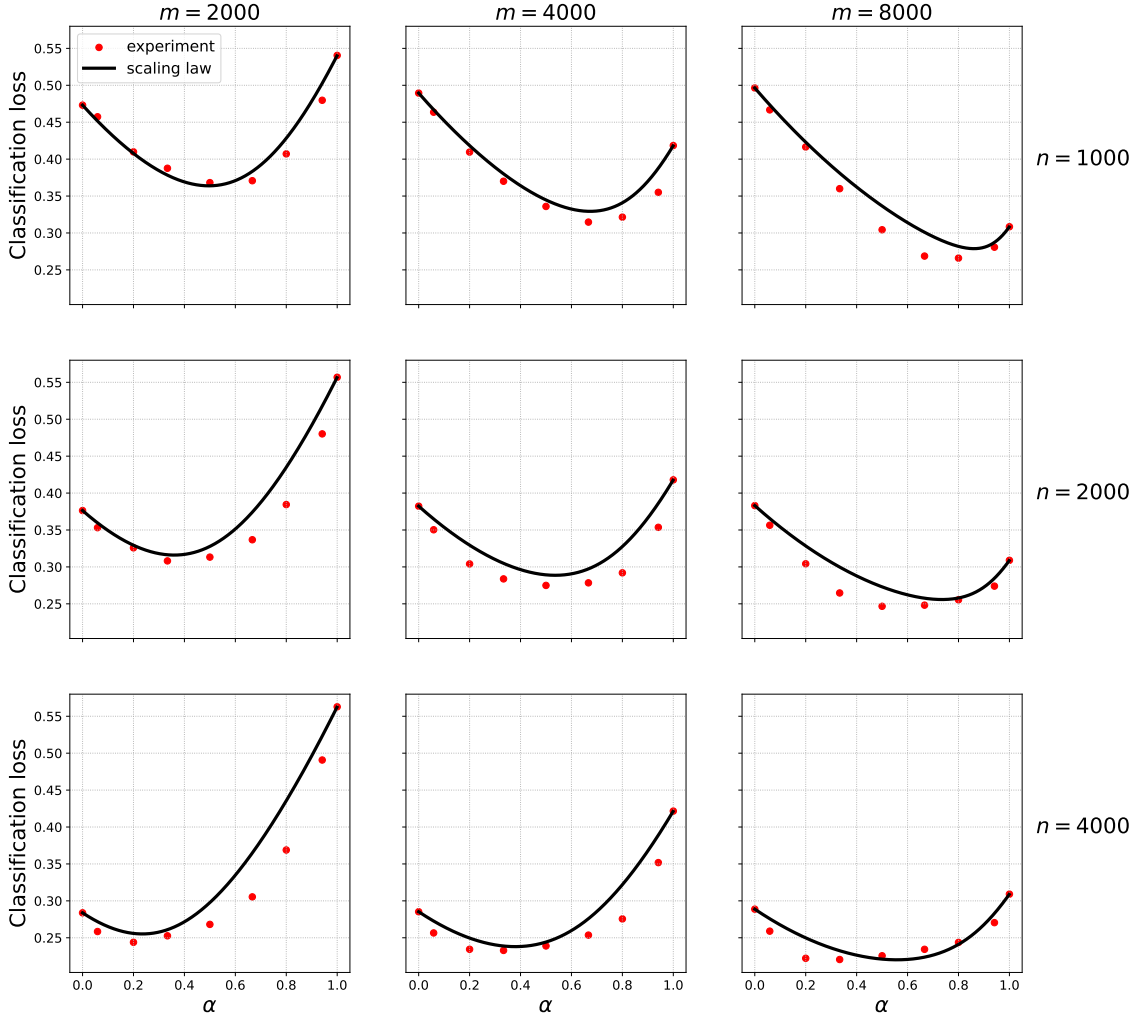 m = 2000
m = 4000
m = 8000
experiment
scaling law
Classification loss
0.55
0.50
0.45
0.40
0.35
0.30
0.25
n = 1000
Classification loss
0.55
0.50
0.45
0.40
0.35
0.30
0.25
n = 2000
Classification loss
0.55
0.50
0.45
0.40
0.35
0.30
0.25
n = 4000
0.0 0.2 0.4 0.6 0.8 1.0
0.0 0.2 0.4 0.6 0.8 1.0
0.0 0.2 0.4 0.6 0.8 1.0
α
α
α